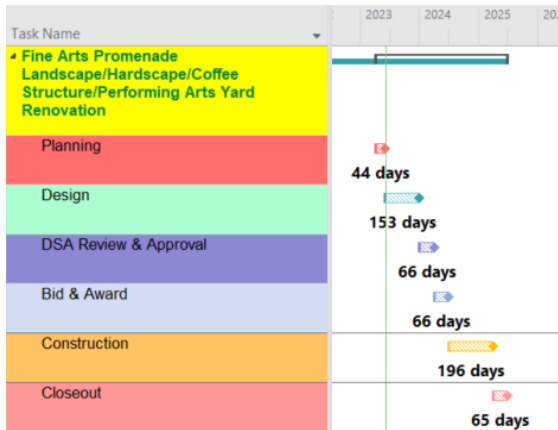 2023 2024 2025
Task Name
Fine Arts Promenade
Landscape/Hardscape/Coffee
Structure/Performing Arts Yard
Renovation
Planning
44 days
Design
153 days
DSA Review & Approval
66 days
Bid & Award
66 days
Construction
196 days
Closeout
65 days